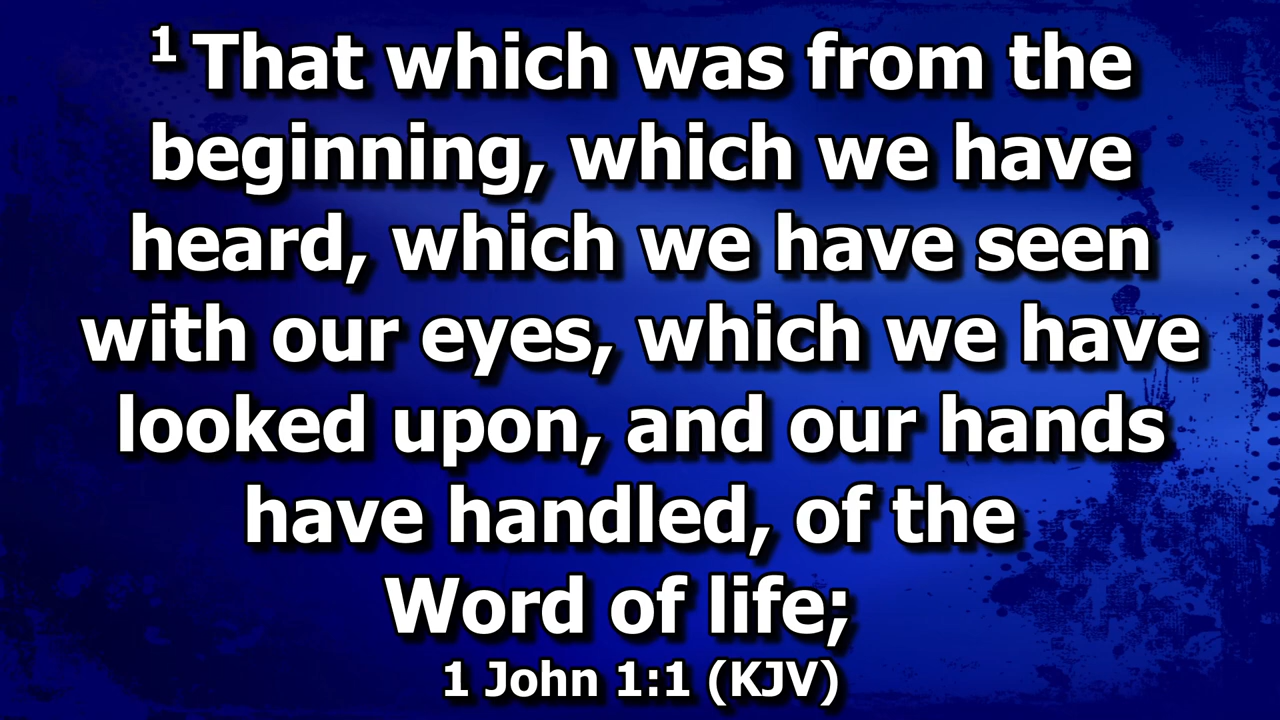 1 That which was from the
beginning, which we have
heard, which we have seen
with our eyes, which we have
looked upon, and our hands
have handled, of the
Word of life;
1 John 1:1 (KJV)